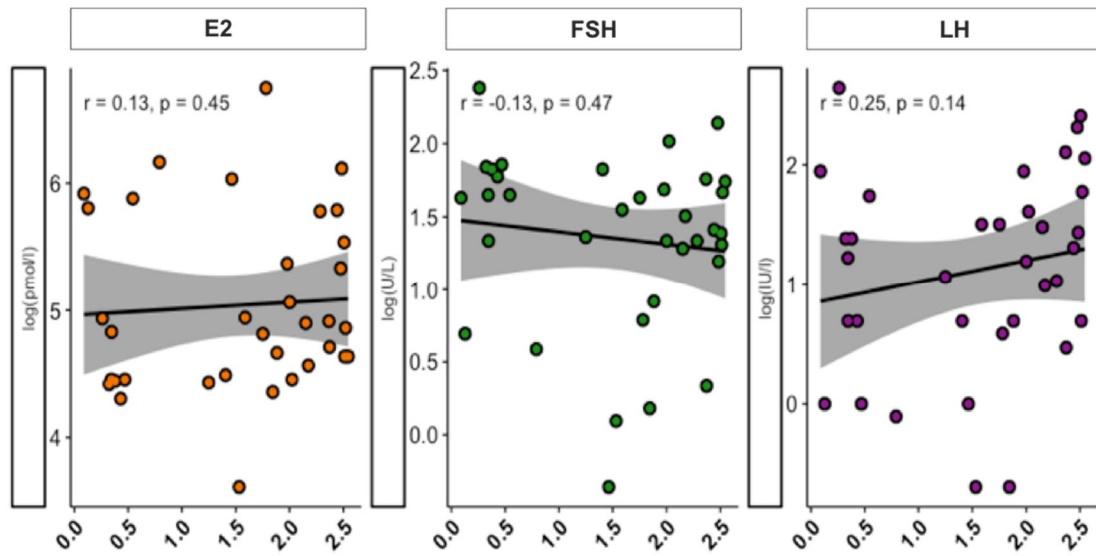 E2
FSH
LH
r = 0.13, p = 0.45
r = -0.13, p = 0.47
r = 0.25, p = 0.14
log(pmol/l)
6
5
4
log(U/L)
2.5
2.0
1.5
1.0
0.5
0.0
log(IU/l)
2
1
0
0.0 0.5 1.0 1.5 2.0 2.5
0.0 0.5 1.0 1.5 2.0 2.5
0.0 0.5 1.0 1.5 2.0 2.5